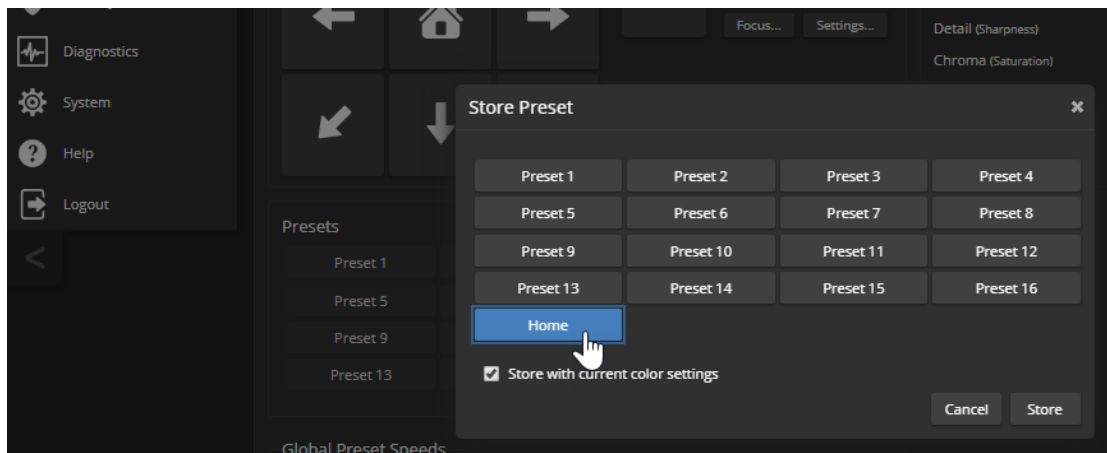 Diagnostics
System
Help
Logout
Focus...
Settings...
Detail (Sharpness)
Chroma (Saturation)
Presets
Preset 1
Preset 5
Preset 9
Preset 13
Global Preset Speeds
Store Preset
Preset 1 Preset 2 Preset 3 Preset 4
Preset 5 Preset 6 Preset 7 Preset 8
Preset 9 Preset 10 Preset 11 Preset 12
Preset 13 Preset 14 Preset 15 Preset 16
Home
Store with current color settings
Cancel Store